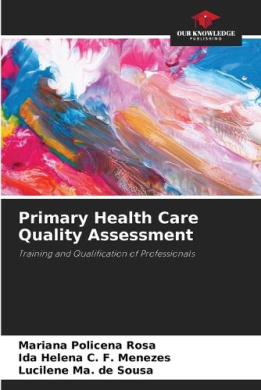 OUR KNOWLEDGE
PUBLISHING
Primary Health Care
Quality Assessment
Training and Qualification of Professionals
Mariana Policena Rosa
Ida Helena C. F. Menezes
Lucilene Ma. de Sousa